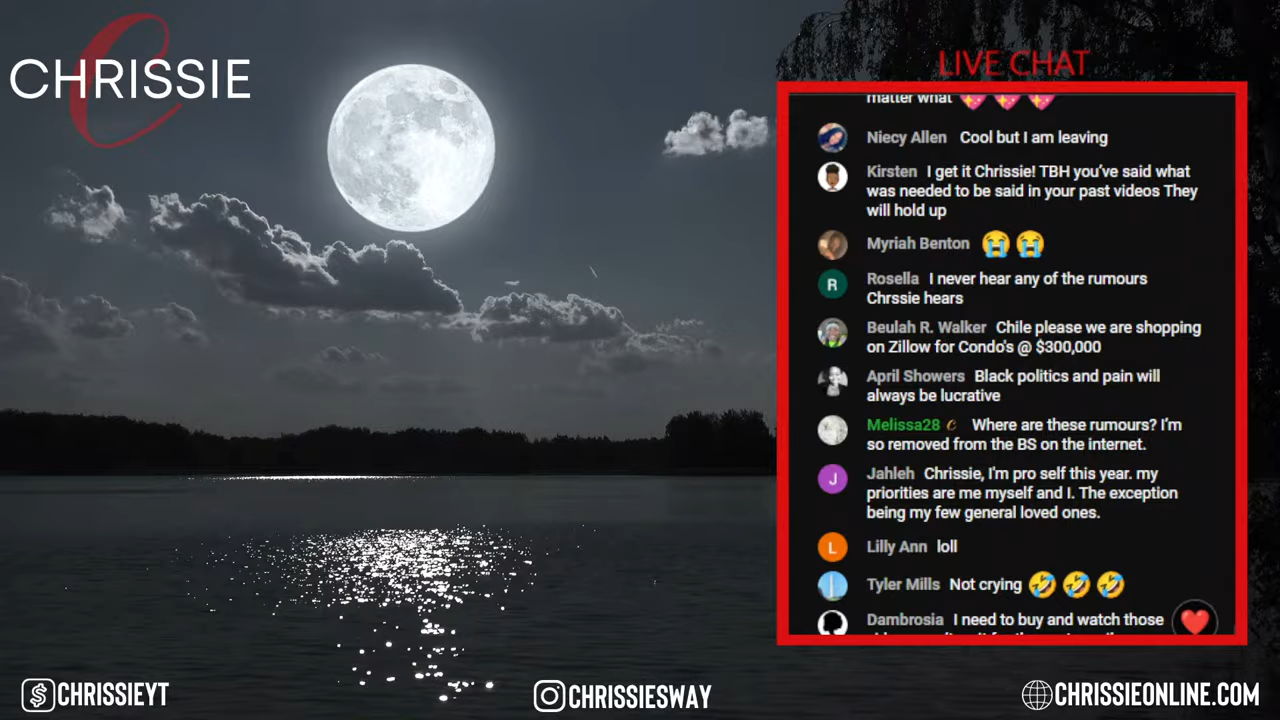 CHRISSIE
LIVE CHAT
matter what 💖 💖 💖
Niecy Allen Cool but I am leaving
Kirsten I get it Chrissie! TBH you've said what
was needed to be said in your past videos They
will hold up
Myriah Benton 😭 😭
Rosella I never hear any of the rumours
Chrssie hears
Beulah R. Walker Chile please we are shopping
on Zillow for Condo's @ $300,000
April Showers Black politics and pain will
always be lucrative
Melissa28 Where are these rumours? I'm
so removed from the BS on the internet.
J Jahleh Chrissie, I'm pro self this year. my
priorities are me myself and I. The exception
being my few general loved ones.
L Lilly Ann loll
Tyler Mills Not crying 🤣 🤣 🤣
Dambrosia I need to buy and watch those
$ CHRISSIEYT
CHRISSIESWAY
CHRISSIEONLINE.COM